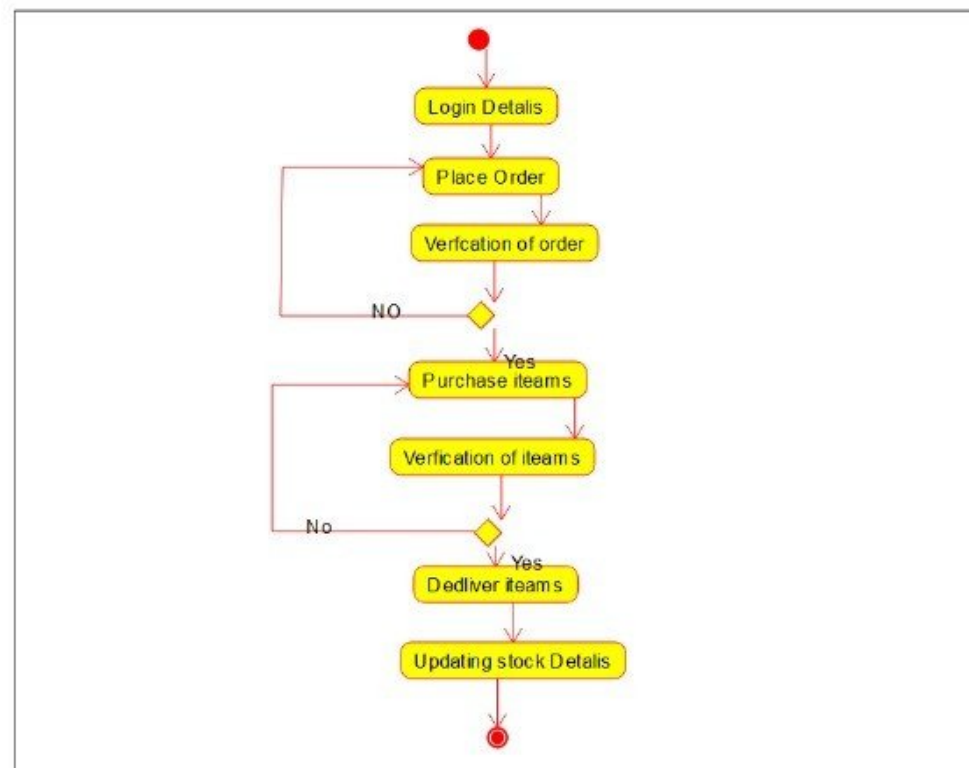 Login Detalis
Place Order
Verfcation of order
NO
Yes
Purchase iteams
Verfication of iteams
No
Yes
Dedliver iteams
Updating stock Detalis